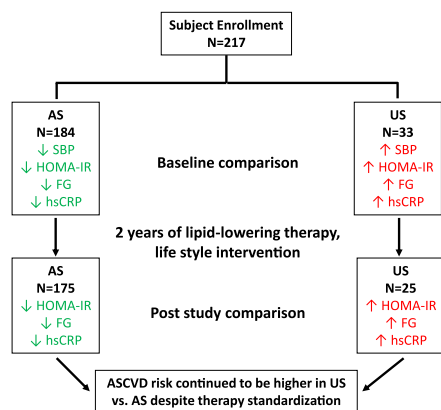 Subject Enrollment
N=217
AS
N=184
↓ SBP
↓ HOMA-IR
↓ FG
↓ hsCRP
Baseline comparison
US
N=33
↑ SBP
↑ HOMA-IR
↑ FG
↑ hsCRP
2 years of lipid-lowering therapy,
life style intervention
AS
N=175
↓ HOMA-IR
↓ FG
↓ hsCRP
Post study comparison
US
N=25
↑ HOMA-IR
↑ FG
↑ hsCRP
ASCVD risk continued to be higher in US
vs. AS despite therapy standardization